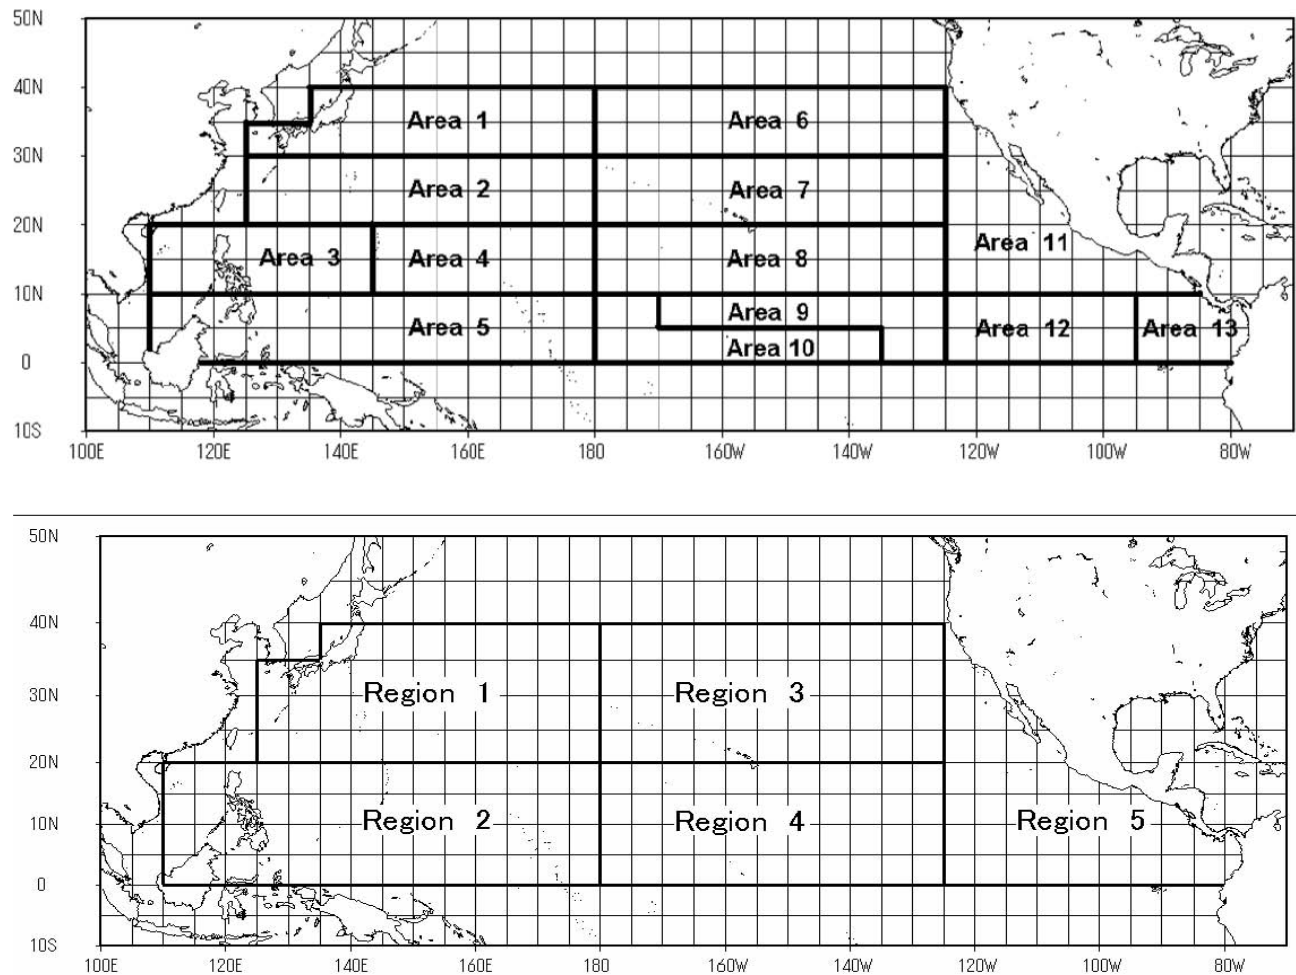 50N
40N
Area 1
Area 6
30N
Area 2
Area 7
20N
Area 3
Area 4
Area 8
Area 11
10N
Area 5
Area 9
Area 12
Area 13
Area 10
0
10S
100E 120E 140E 160E 180 160W 140W 120W 100W 80W
50N
40N
30N
Region 1
Region 3
20N
10N
Region 2
Region 4
Region 5
0
10S
100E 120E 140E 160E 180 160W 140W 120W 100W 80W